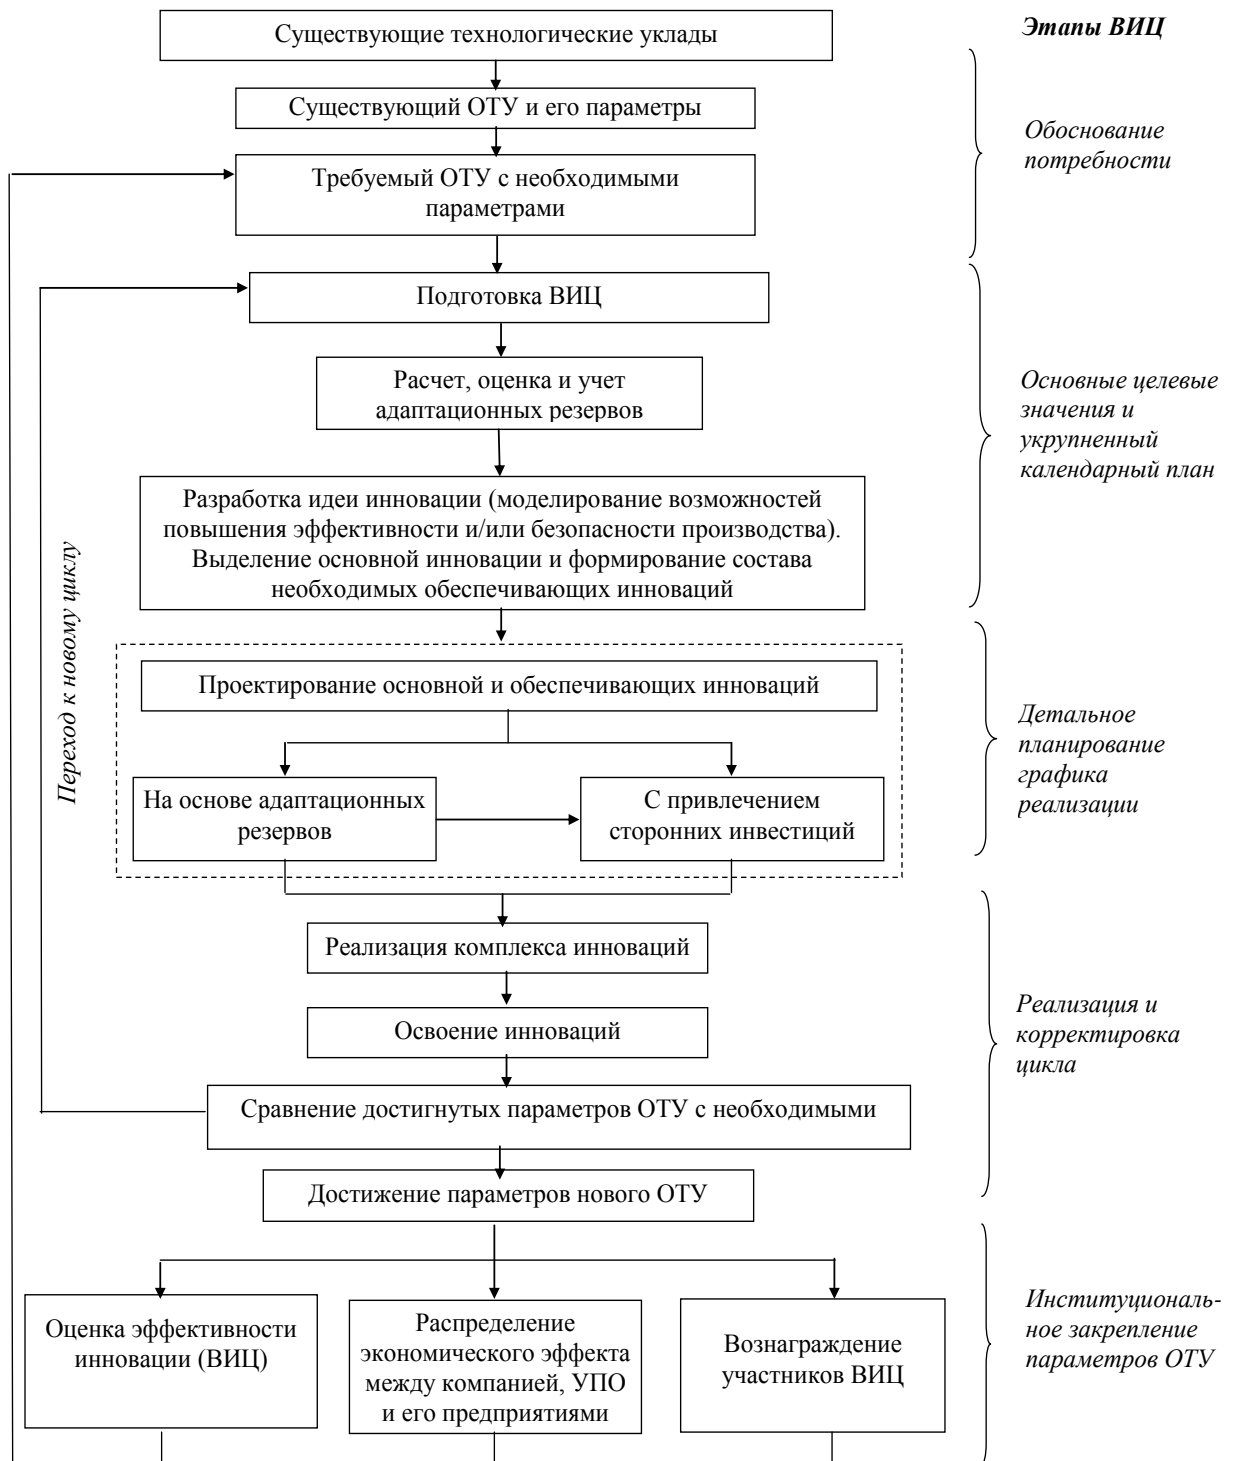 Этапы ВИЦ
Существующие технологические уклады
Существующий ОТУ и его параметры
Требуемый ОТУ с необходимыми
параметрами
Обоснование
потребности
Подготовка ВИЦ
Расчет, оценка и учет
адаптационных резервов
Разработка идеи инновации (моделирование возможностей
повышения эффективности и/или безопасности производства).
Выделение основной инновации и формирование состава
необходимых обеспечивающих инноваций
Основные целевые
значения и
укрупненный
календарный план
Переход к новому циклу
Проектирование основной и обеспечивающих инноваций
На основе адаптационных
резервов
С привлечением
сторонних инвестиций
Детальное
планирование
графика
реализации
Реализация комплекса инноваций
Освоение инноваций
Сравнение достигнутых параметров ОТУ с необходимыми
Достижение параметров нового ОТУ
Реализация и
корректировка
цикла
Оценка эффективности
инновации (ВИЦ)
Распределение
экономического эффекта
между компанией, УПО
и его предприятиями
Вознаграждение
участников ВИЦ
Институциональ-
ное закрепление
параметров ОТУ